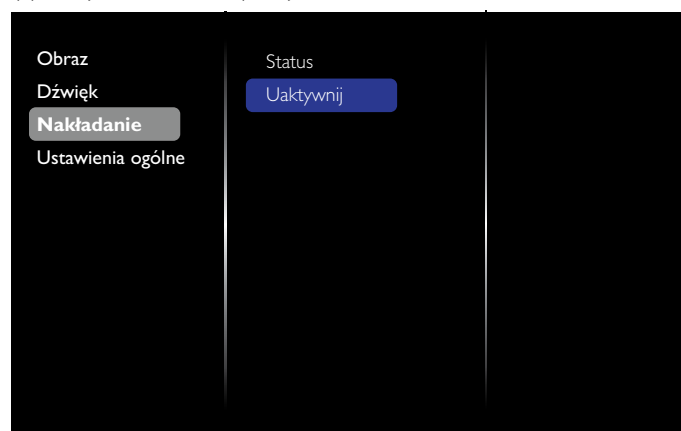 Obraz
Dźwięk
Nakładanie
Ustawienia ogólne
Status
Uaktywnij